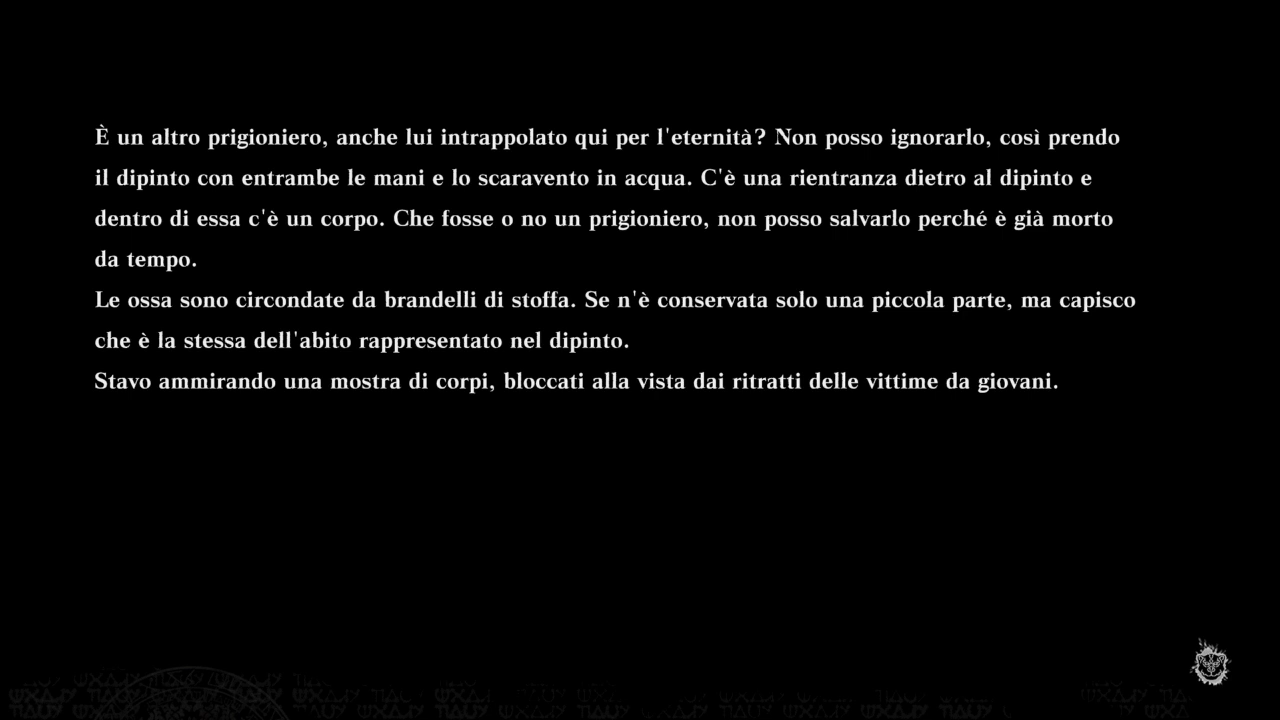 È un altro prigioniero, anche lui intrappolato qui per l'eternità? Non posso ignorarlo, così prendo
il dipinto con entrambe le mani e lo scaravento in acqua. C'è una rientranza dietro al dipinto e
dentro di essa c'è un corpo. Che fosse o no un prigioniero, non posso salvarlo perché è già morto
da tempo.
Le ossa sono circondate da brandelli di stoffa. Se n'è conservata solo una piccola parte, ma capisco
che è la stessa dell'abito rappresentato nel dipinto.
Stavo ammirando una mostra di corpi, bloccati alla vista dai ritratti delle vittime da giovani.